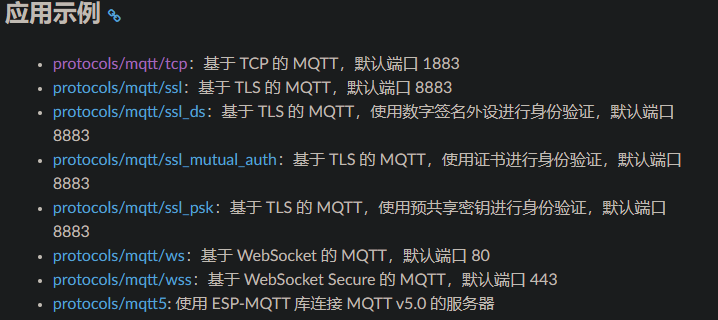 应用示例
protocols/mqtt/tcp：基于 TCP 的 MQTT，默认端口 1883
protocols/mqtt/ssl：基于 TLS 的 MQTT，默认端口 8883
protocols/mqtt/ssl_ds：基于 TLS 的 MQTT，使用数字签名外设进行身份验证，默认端口
8883
protocols/mqtt/ssl_mutual_auth：基于 TLS 的 MQTT，使用证书进行身份验证，默认端口
8883
protocols/mqtt/ssl_psk：基于 TLS 的 MQTT，使用预共享密钥进行身份验证，默认端口
8883
protocols/mqtt/ws：基于 WebSocket 的 MQTT，默认端口 80
protocols/mqtt/wss：基于 WebSocket Secure 的 MQTT，默认端口 443
protocols/mqtt5: 使用 ESP-MQTT 库连接 MQTT v5.0 的服务器